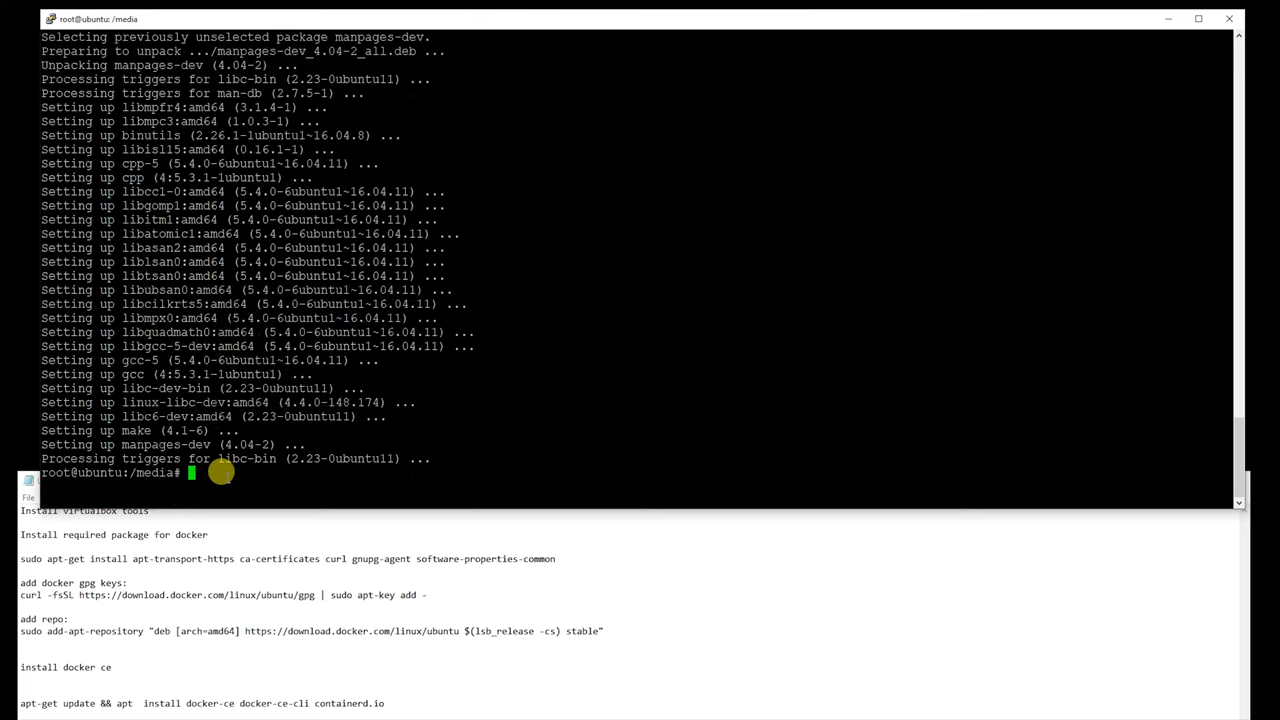 root@ubuntu: /media
Selecting previously unselected package manpages-dev.
Preparing to unpack .../manpages-dev_4.04-2_all.deb ...
Unpacking manpages-dev (4.04-2) ...
Processing triggers for libc-bin (2.23-0ubuntu11) ...
Processing triggers for man-db (2.7.5-1) ...
Setting up libmpfr4:amd64 (3.1.4-1) ...
Setting up libmpc3:amd64 (1.0.3-1) ...
Setting up binutils (2.26.1-1ubuntu1~16.04.8) ...
Setting up libisl15:amd64 (0.16.1-1) ...
Setting up cpp-5 (5.4.0-6ubuntu1~16.04.11) ...
Setting up cpp (4:5.3.1-1ubuntu1) ...
Setting up libcc1-0:amd64 (5.4.0-6ubuntu1~16.04.11) ...
Setting up libgomp1:amd64 (5.4.0-6ubuntu1~16.04.11) ...
Setting up libitm1:amd64 (5.4.0-6ubuntu1~16.04.11) ...
Setting up libatomic1:amd64 (5.4.0-6ubuntu1~16.04.11) ...
Setting up libasan2:amd64 (5.4.0-6ubuntu1~16.04.11) ...
Setting up liblsan0:amd64 (5.4.0-6ubuntu1~16.04.11) ...
Setting up libtsan0:amd64 (5.4.0-6ubuntu1~16.04.11) ...
Setting up libubsan0:amd64 (5.4.0-6ubuntu1~16.04.11) ...
Setting up libcilkrts5:amd64 (5.4.0-6ubuntu1~16.04.11) ...
Setting up libmpx0:amd64 (5.4.0-6ubuntu1~16.04.11) ...
Setting up libquadmath0:amd64 (5.4.0-6ubuntu1~16.04.11) ...
Setting up libgcc-5-dev:amd64 (5.4.0-6ubuntu1~16.04.11) ...
Setting up gcc-5 (5.4.0-6ubuntu1~16.04.11) ...
Setting up gcc (4:5.3.1-1ubuntu1) ...
Setting up libc-dev-bin (2.23-0ubuntu11) ...
Setting up linux-libc-dev:amd64 (4.4.0-148.174) ...
Setting up libc6-dev:amd64 (2.23-0ubuntu11) ...
Setting up make (4.1-6) ...
Setting up manpages-dev (4.04-2) ...
Processing triggers for libc-bin (2.23-0ubuntu11) ...
root@ubuntu:/media#
File
Install virtualbox tools
Install required package for docker
sudo apt-get install apt-transport-https ca-certificates curl gnupg-agent software-properties-common
add docker gpg keys:
curl -fsSL https://download.docker.com/linux/ubuntu/gpg | sudo apt-key add -
add repo:
sudo add-apt-repository "deb [arch=amd64] https://download.docker.com/linux/ubuntu $(lsb_release -cs) stable"
install docker ce
apt-get update && apt  install docker-ce docker-ce-cli containerd.io